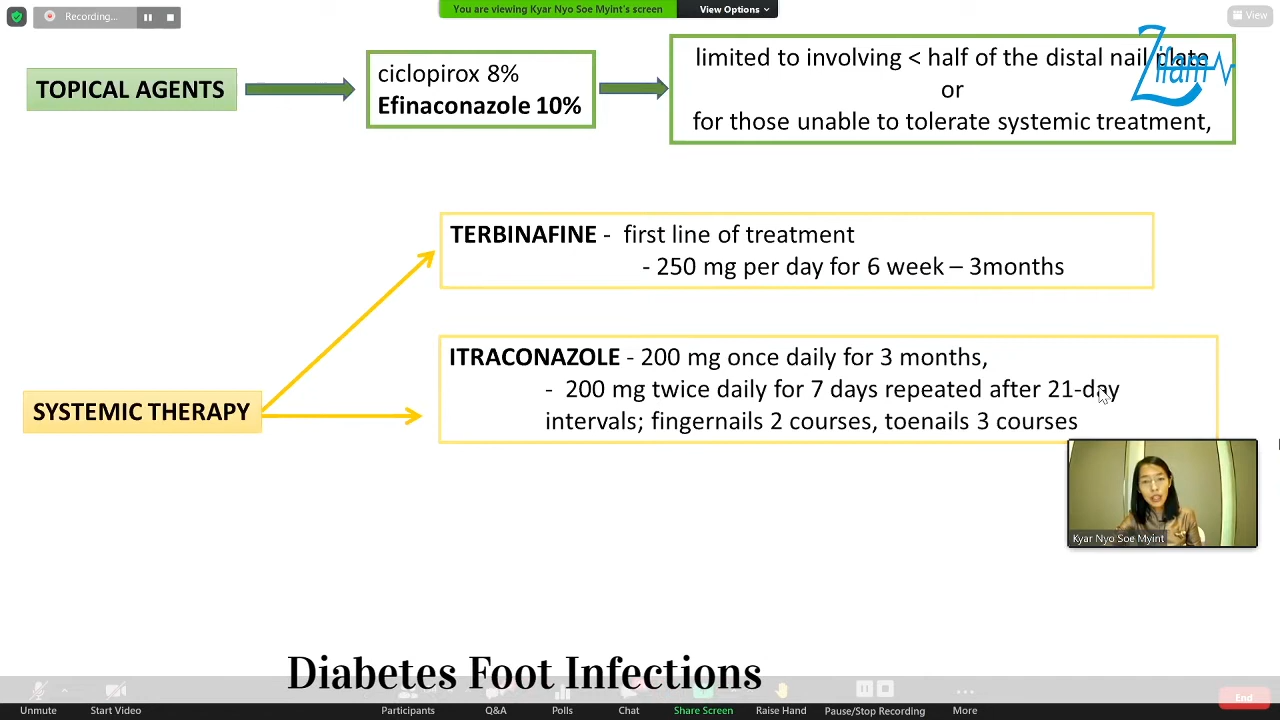 Recording...
You are viewing Kyar Nyo Soe Myint's screen
View Options
View
TOPICAL AGENTS
ciclopirox 8%
Efinaconazole 10%
limited to involving < half of the distal nail plate
or
for those unable to tolerate systemic treatment,
Zifam
TERBINAFINE - first line of treatment
- 250 mg per day for 6 week – 3months
SYSTEMIC THERAPY
ITRACONAZOLE - 200 mg once daily for 3 months,
- 200 mg twice daily for 7 days repeated after 21-day
intervals; fingernails 2 courses, toenails 3 courses
Kyar Nyo Soe Myint
Diabetes Foot Infections
Unmute
Start Video
Participants
Q&A
Polls
Chat
Share Screen
Raise Hand
Pause/Stop Recording
More
End